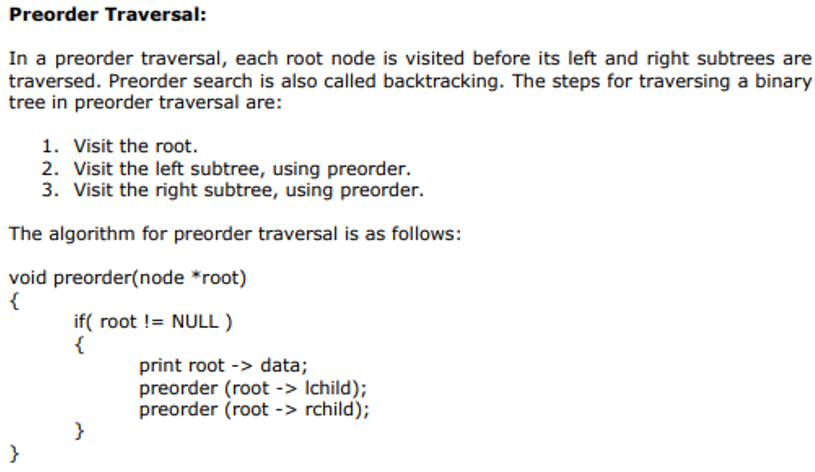 Preorder Traversal:
In a preorder traversal, each root node is visited before its left and right subtrees are
traversed. Preorder search is also called backtracking. The steps for traversing a binary
tree in preorder traversal are:
1. Visit the root.
2. Visit the left subtree, using preorder.
3. Visit the right subtree, using preorder.
The algorithm for preorder traversal is as follows:
void preorder(node *root)
{
if( root != NULL )
{
print root -> data;
preorder (root -> lchild);
preorder (root -> rchild);
}
}